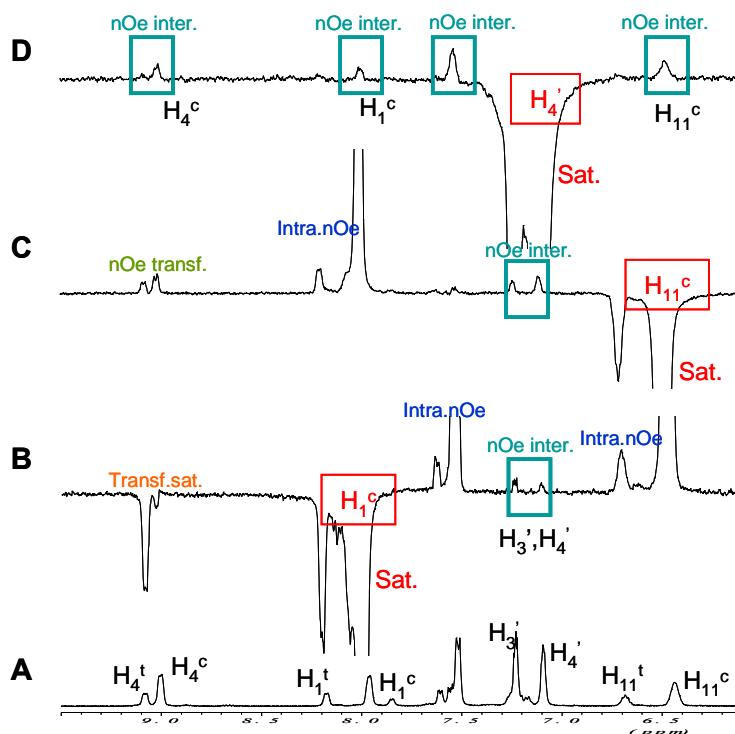 nOe inter. nOe inter. nOe inter. nOe inter.
D
H₄ᶜ H₁ᶜ H₄' H₁₁ᶜ
Sat.
C
Intra.nOe
nOe transf. nOe inter.
H₁₁ᶜ
Sat.
Intra.nOe
B
nOe inter. Intra.nOe
Transf.sat.
H₁ᶜ
H₃',H₄'
Sat.
A
H₄ᵗ H₄ᶜ H₁ᵗ H₁ᶜ H₃' H₄' H₁₁ᵗ H₁₁ᶜ
9.0 8.5 8.0 7.5 7.0 6.5
(ppm)